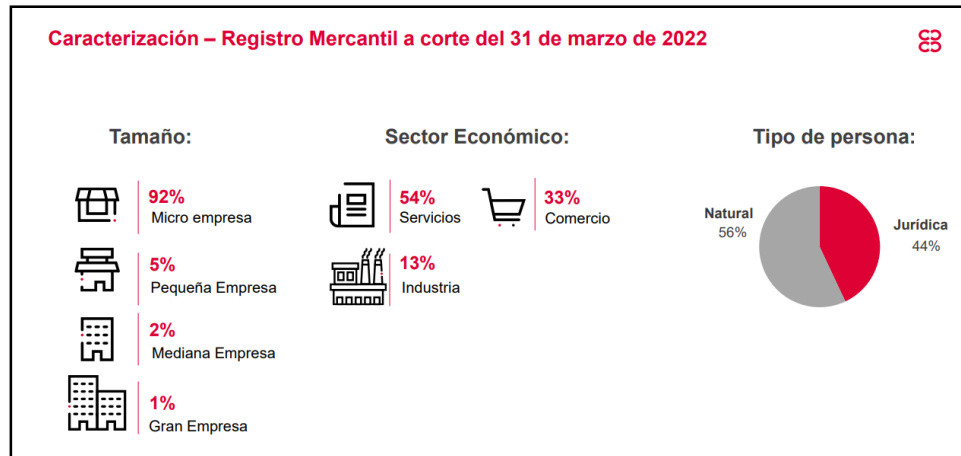 Caracterización – Registro Mercantil a corte del 31 de marzo de 2022
Tamaño:
92%
Micro empresa
5%
Pequeña Empresa
2%
Mediana Empresa
1%
Gran Empresa
Sector Económico:
54%
Servicios
33%
Comercio
13%
Industria
Tipo de persona:
Natural
56%
Jurídica
44%